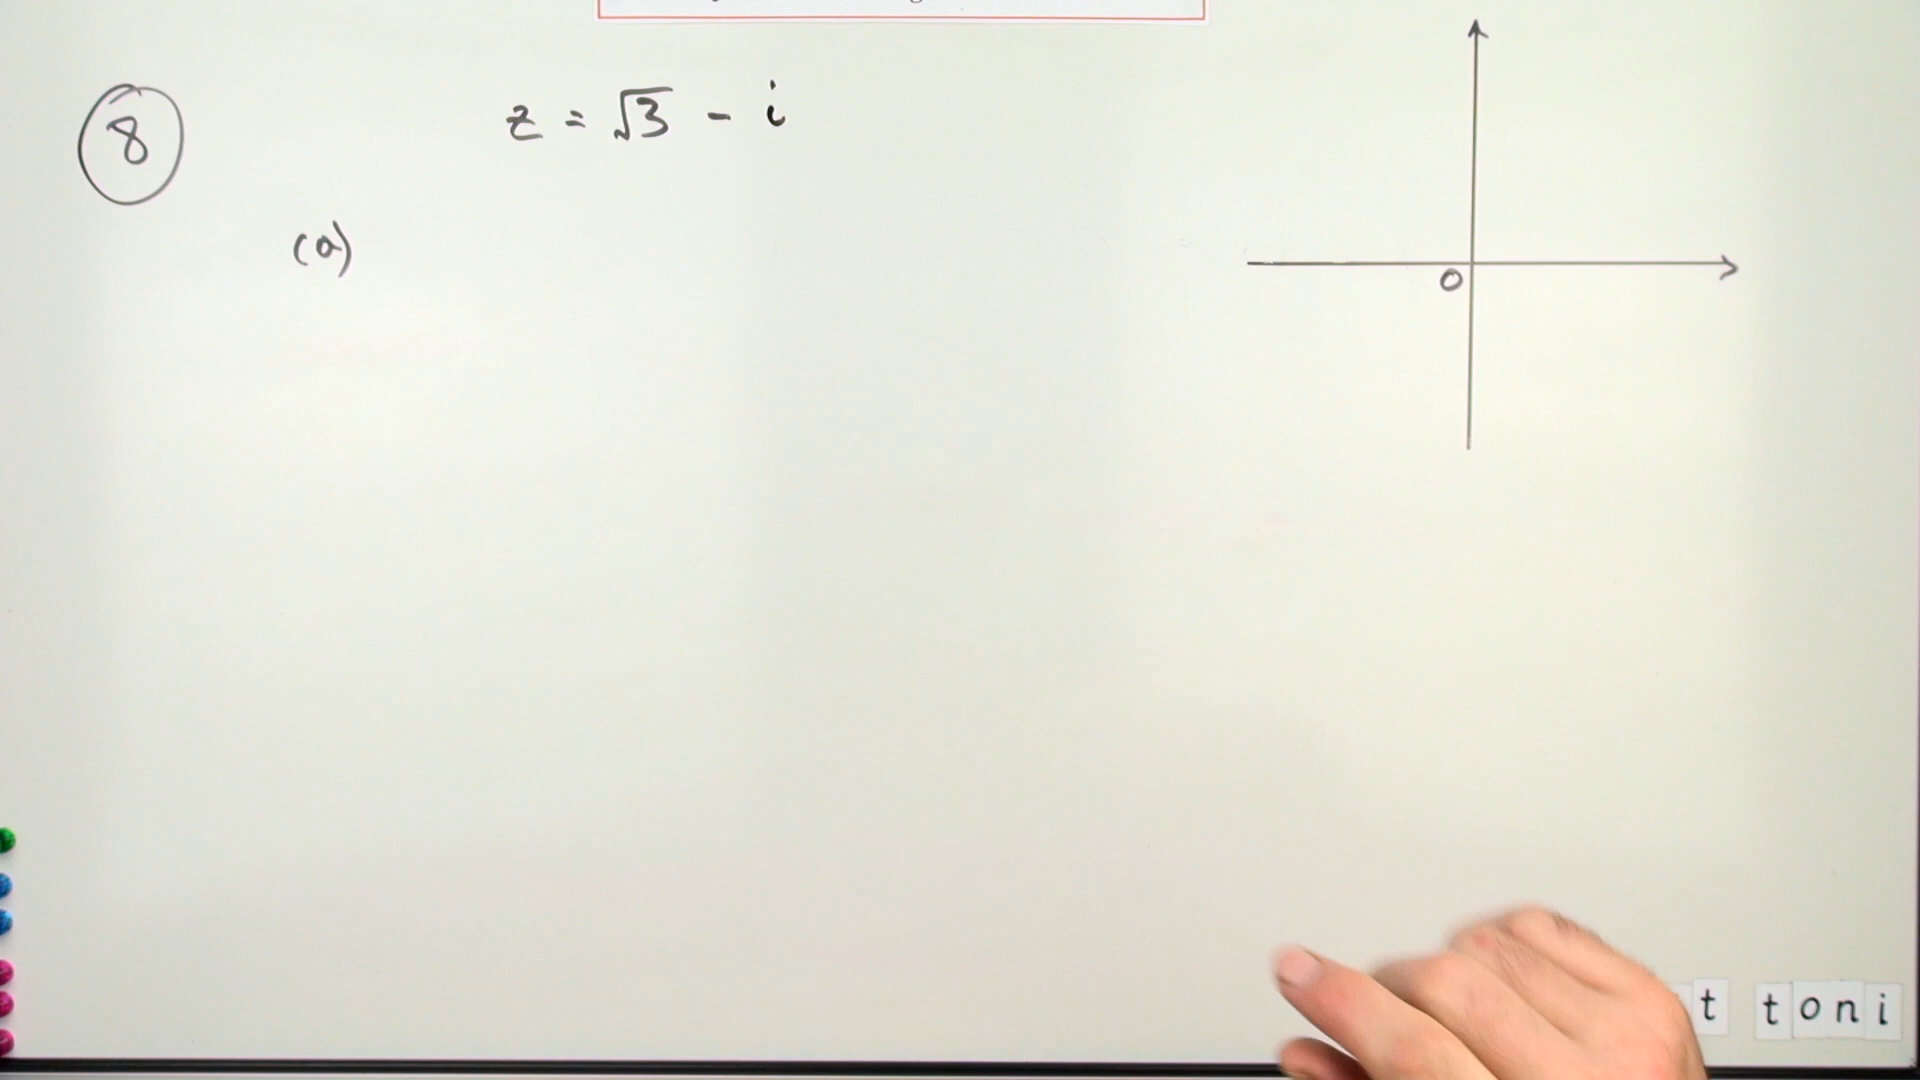 8
z = √3 - i
(a)
0
t toni